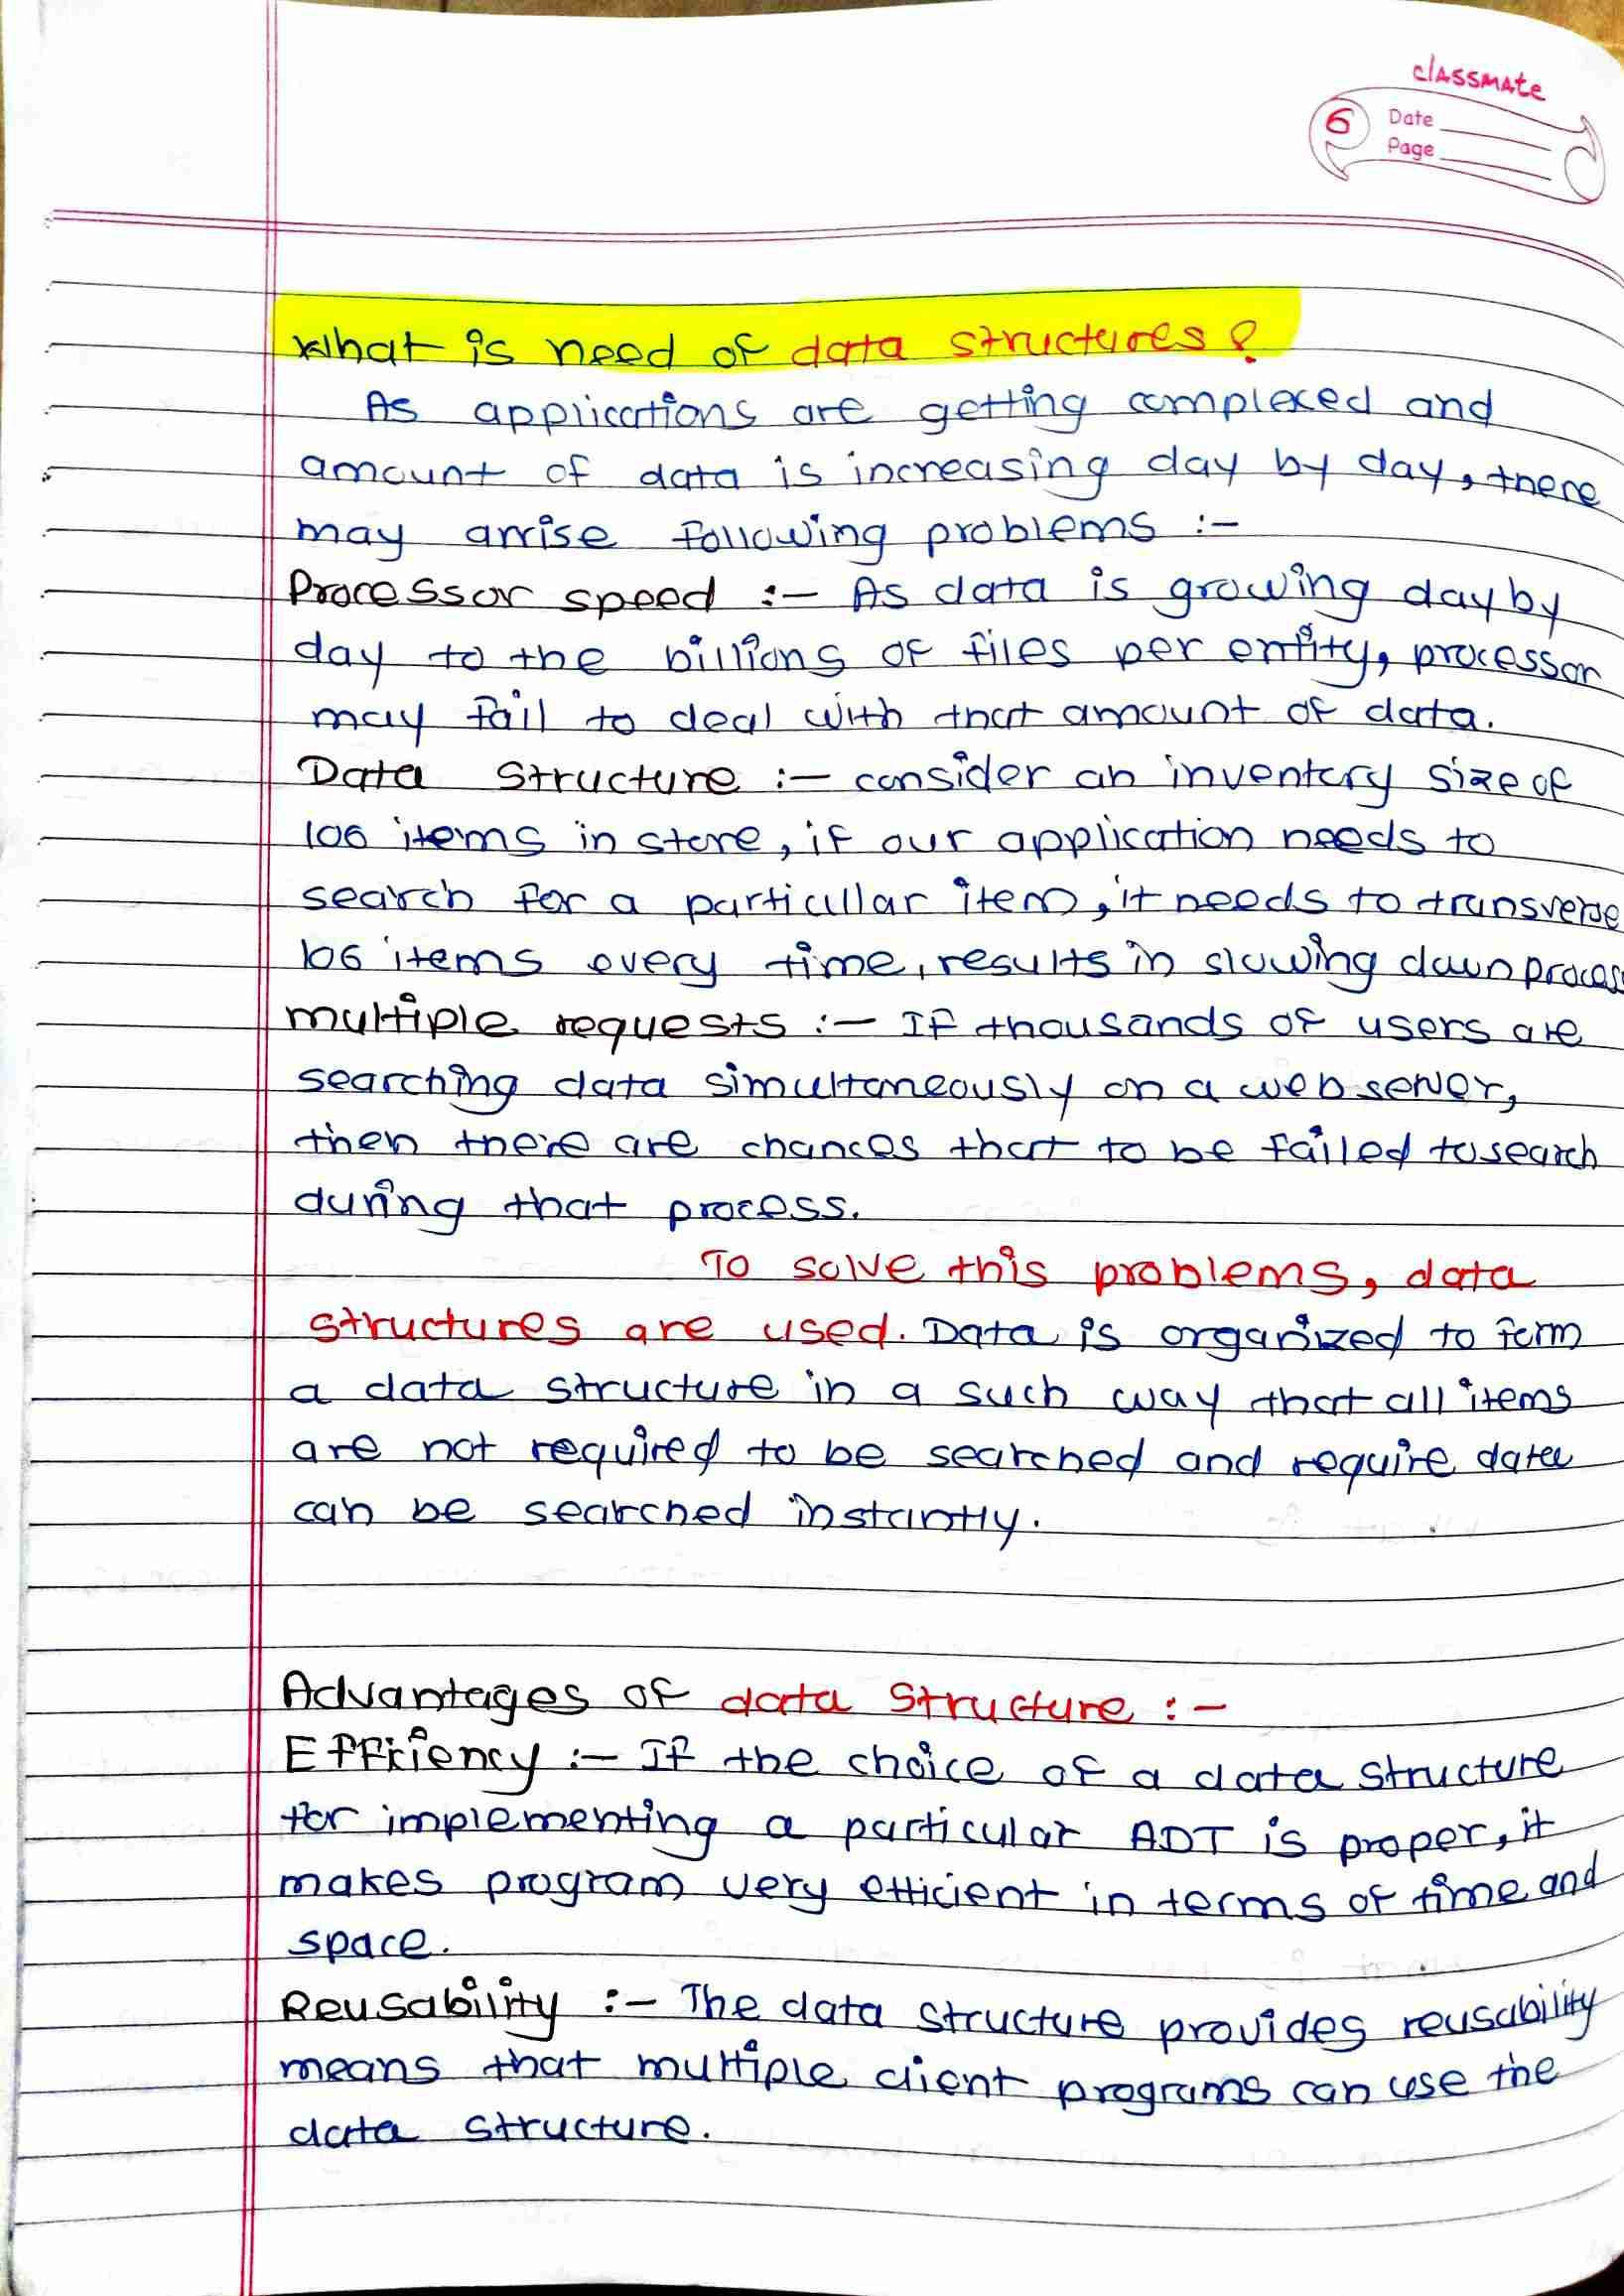 classmate
6 Date
Page
What is need of data structures?
As applications are getting complexed and
amount of data is increasing day by day, there
may arrise following problems :-
Processor speed :- As data is growing day by
day to the billions of files per entity, processor
may fail to deal with that amount of data.
Data Structure :- consider an inventory size of
106 items in store, if our application needs to
search for a particular item, it needs to transverse
106 items every time, results in slowing down process
multiple requests :- If thousands of users are
searching data simultaneously on a web server,
then there are chances that to be failed to search
during that process.
To solve this problems, data
structures are used. Data is organized to form
a data structure in a such way that all items
are not required to be searched and require data
can be searched instantly.
Advantages of data structure :-
Efficiency :- If the choice of a data structure
for implementing a particular ADT is proper, it
makes program very efficient in terms of time and
space.
Reusability :- The data structure provides reusability
means that multiple client programs can use the
data structure.